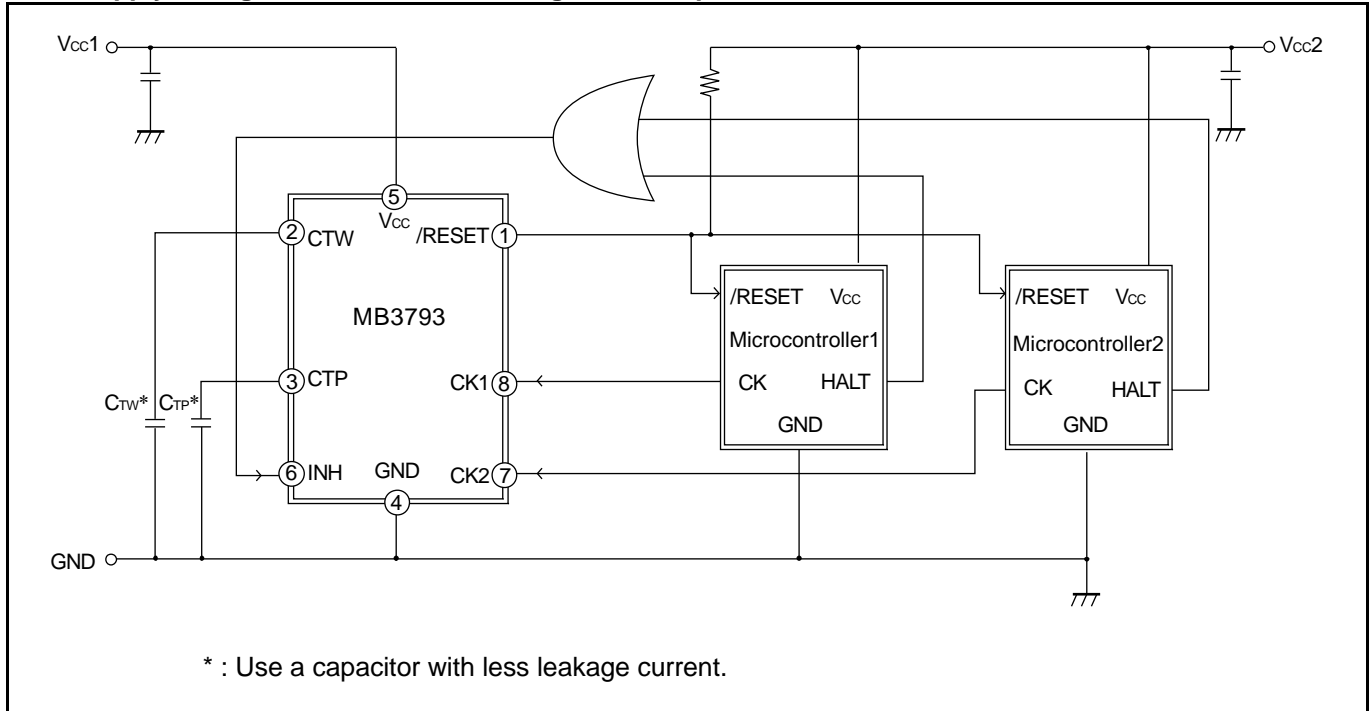 Vcc1
Vcc2
5
Vcc
2
CTW
/RESET
1
MB3793
/RESET
Vcc
Microcontroller1
CK
HALT
GND
/RESET
Vcc
Microcontroller2
CK
HALT
GND
3
CTP
CK1
8
CTW*
CTP*
6
INH
GND
CK2
7
4
GND
* : Use a capacitor with less leakage current.